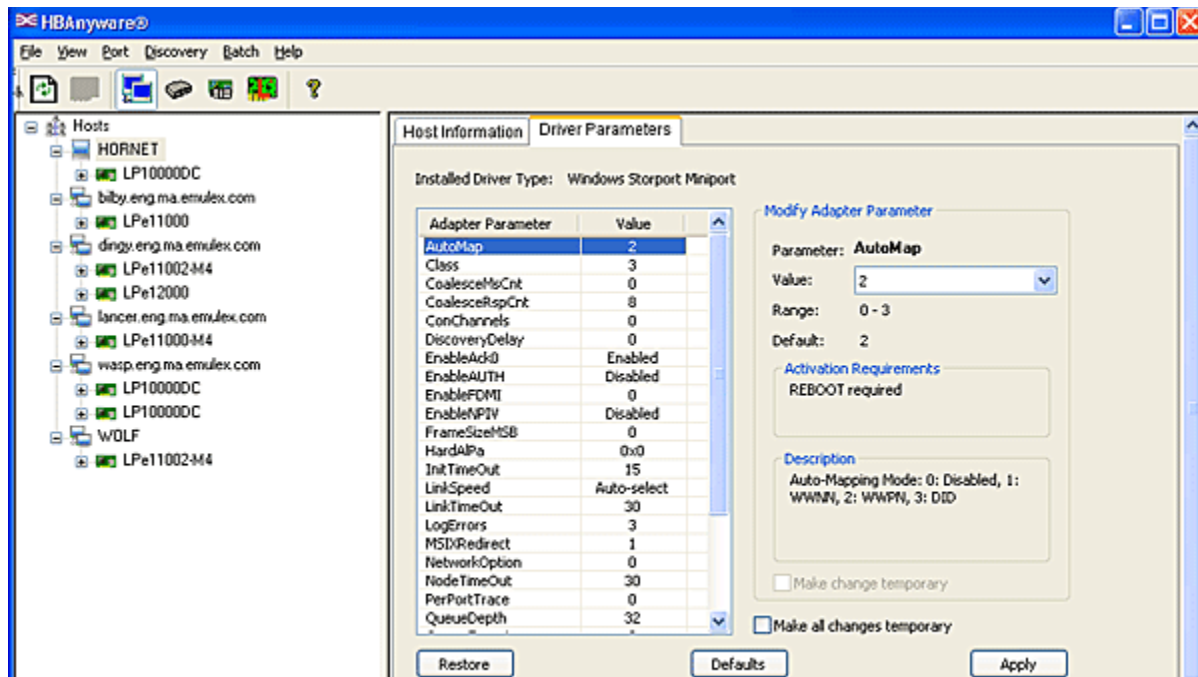 HBAnyware®
File View Port Discovery Batch Help
Hosts
HORNET
LP10000DC
bilby.eng.ma.emulex.com
LPe11000
dingy.eng.ma.emulex.com
LPe11002-M4
LPe12000
lancer.eng.ma.emulex.com
LPe11000-M4
wasp.eng.ma.emulex.com
LP10000DC
LP10000DC
WOLF
LPe11002-M4
Host Information Driver Parameters
Installed Driver Type: Windows Storport Miniport
Adapter Parameter Value
AutoMap 2
Class 3
CoalesceMsCnt 0
CoalesceRspCnt 8
ConChannels 0
DiscoveryDelay 0
EnableAck0 Enabled
EnableAUTH Disabled
EnableFDMI 0
EnableNPIV Disabled
FrameSizeMSB 0
HardAlPa 0x0
InitTimeOut 15
LinkSpeed Auto-select
LinkTimeOut 30
LogErrors 3
MSIXRedirect 1
NetworkOption 0
NodeTimeOut 30
PerPortTrace 0
QueueDepth 32
Modify Adapter Parameter
Parameter: AutoMap
Value: 2
Range: 0 - 3
Default: 2
Activation Requirements
REBOOT required
Description
Auto-Mapping Mode: 0: Disabled, 1:
WWNN, 2: WWPN, 3: DID
Make change temporary
Make all changes temporary
Restore Defaults Apply